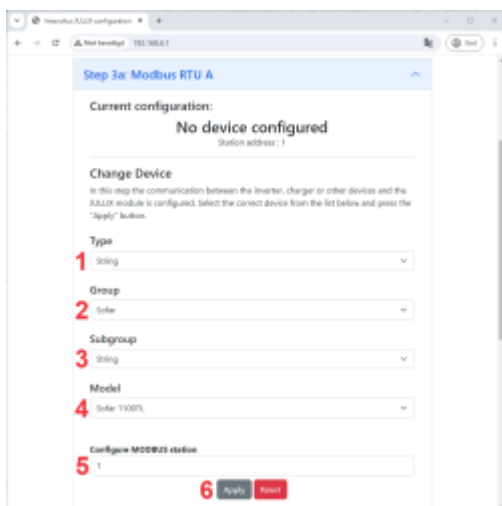 Step 3a: Modbus RTU A
Current configuration:
No device configured
Station address : 1
Change Device
In this step the communication between the inverter, charger or other devices and the
module is configured. Select the correct device from the list below and press the
"Apply" button.
Type
1 String
Group
2 Sofar
Subgroup
3 String
Model
4 Sofar 1100TL
Configure MODBUS station
5 1
6 Apply Reset